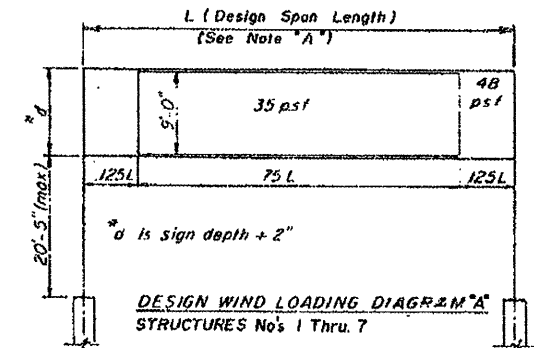 L (Design Span Length)
(See Note "A")
*d
9'-0"
35 psf
48
psf
.125L
75 L
.125L
20'-5" (max)
*d is sign depth + 2"
DESIGN WIND LOADING DIAGRAM "A"
STRUCTURES No's 1 Thru. 7